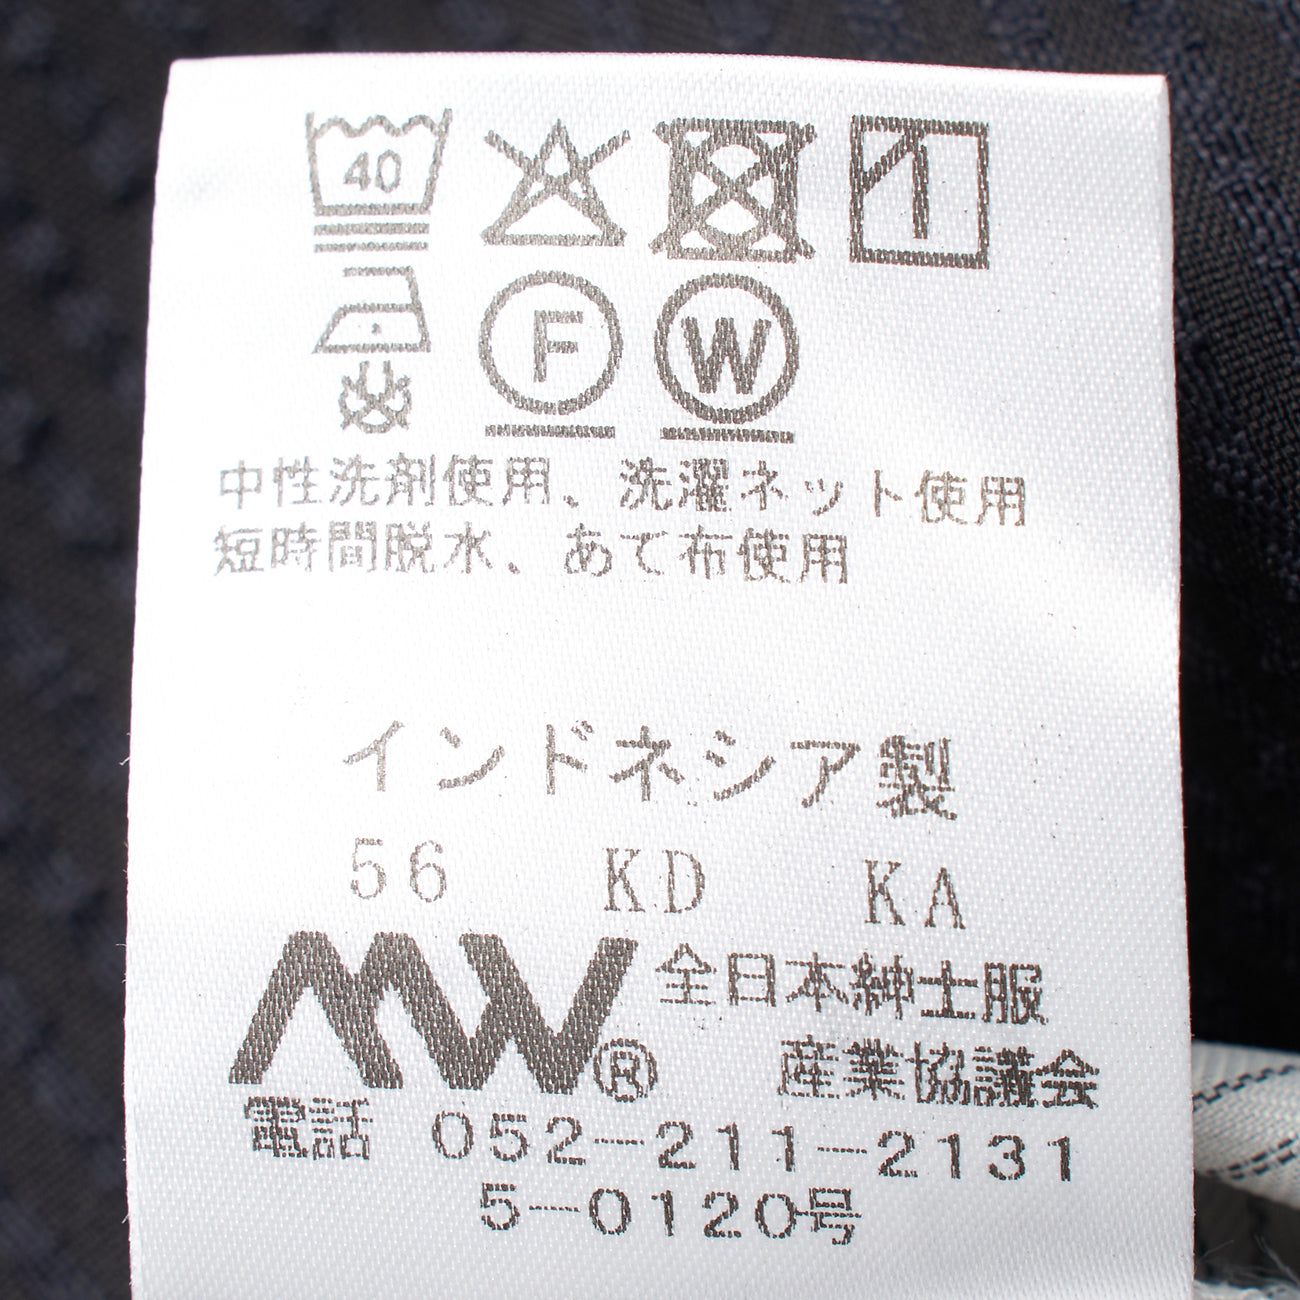 40
F W
中性洗剤使用、洗濯ネット使用
短時間脱水、あて布使用
インドネシア製
56 KD KA
MW® 全日本紳士服
産業協議会
電話 052-211-2131
5-0120号